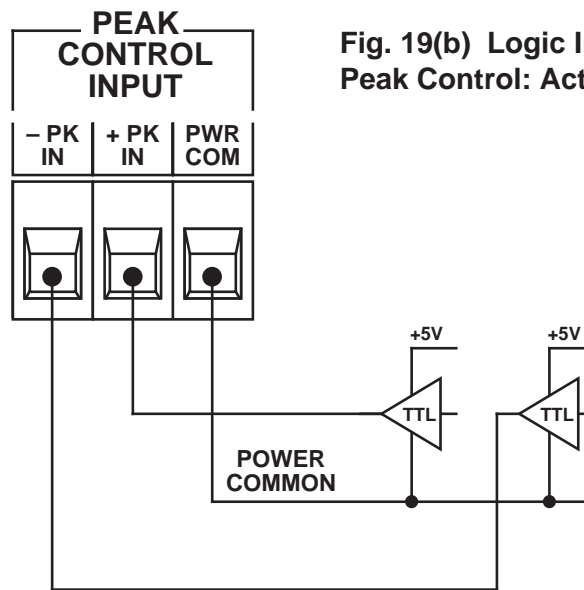 PEAK
CONTROL
INPUT
– PK
IN
+ PK
IN
PWR
COM
Fig. 19(b) Logic
Peak Control:
+5V
+5V
TTL
TTL
POWER
COMMON